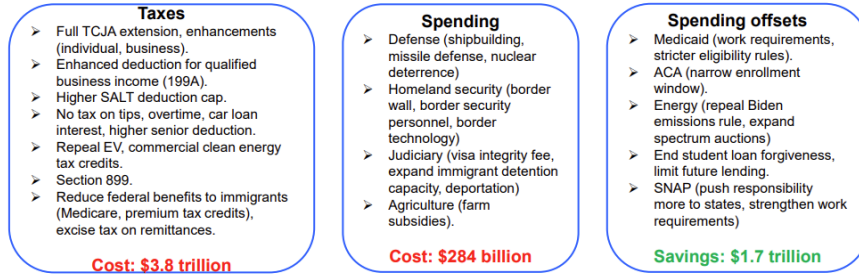 Taxes
➤ Full TCJA extension, enhancements
(individual, business).
➤ Enhanced deduction for qualified
business income (199A).
➤ Higher SALT deduction cap.
➤ No tax on tips, overtime, car loan
interest, higher senior deduction.
➤ Repeal EV, commercial clean energy
tax credits.
➤ Section 899.
➤ Reduce federal benefits to immigrants
(Medicare, premium tax credits),
excise tax on remittances.
Cost: $3.8 trillion
Spending
➤ Defense (shipbuilding,
missile defense, nuclear
deterrence)
➤ Homeland security (border
wall, border security
personnel, border
technology)
➤ Judiciary (visa integrity fee,
expand immigrant detention
capacity, deportation)
➤ Agriculture (farm
subsidies).
Cost: $284 billion
Spending offsets
➤ Medicaid (work requirements,
stricter eligibility rules).
➤ ACA (narrow enrollment
window).
➤ Energy (repeal Biden
emissions rule, expand
spectrum auctions)
➤ End student loan forgiveness,
limit future lending.
➤ SNAP (push responsibility
more to states, strengthen work
requirements)
Savings: $1.7 trillion